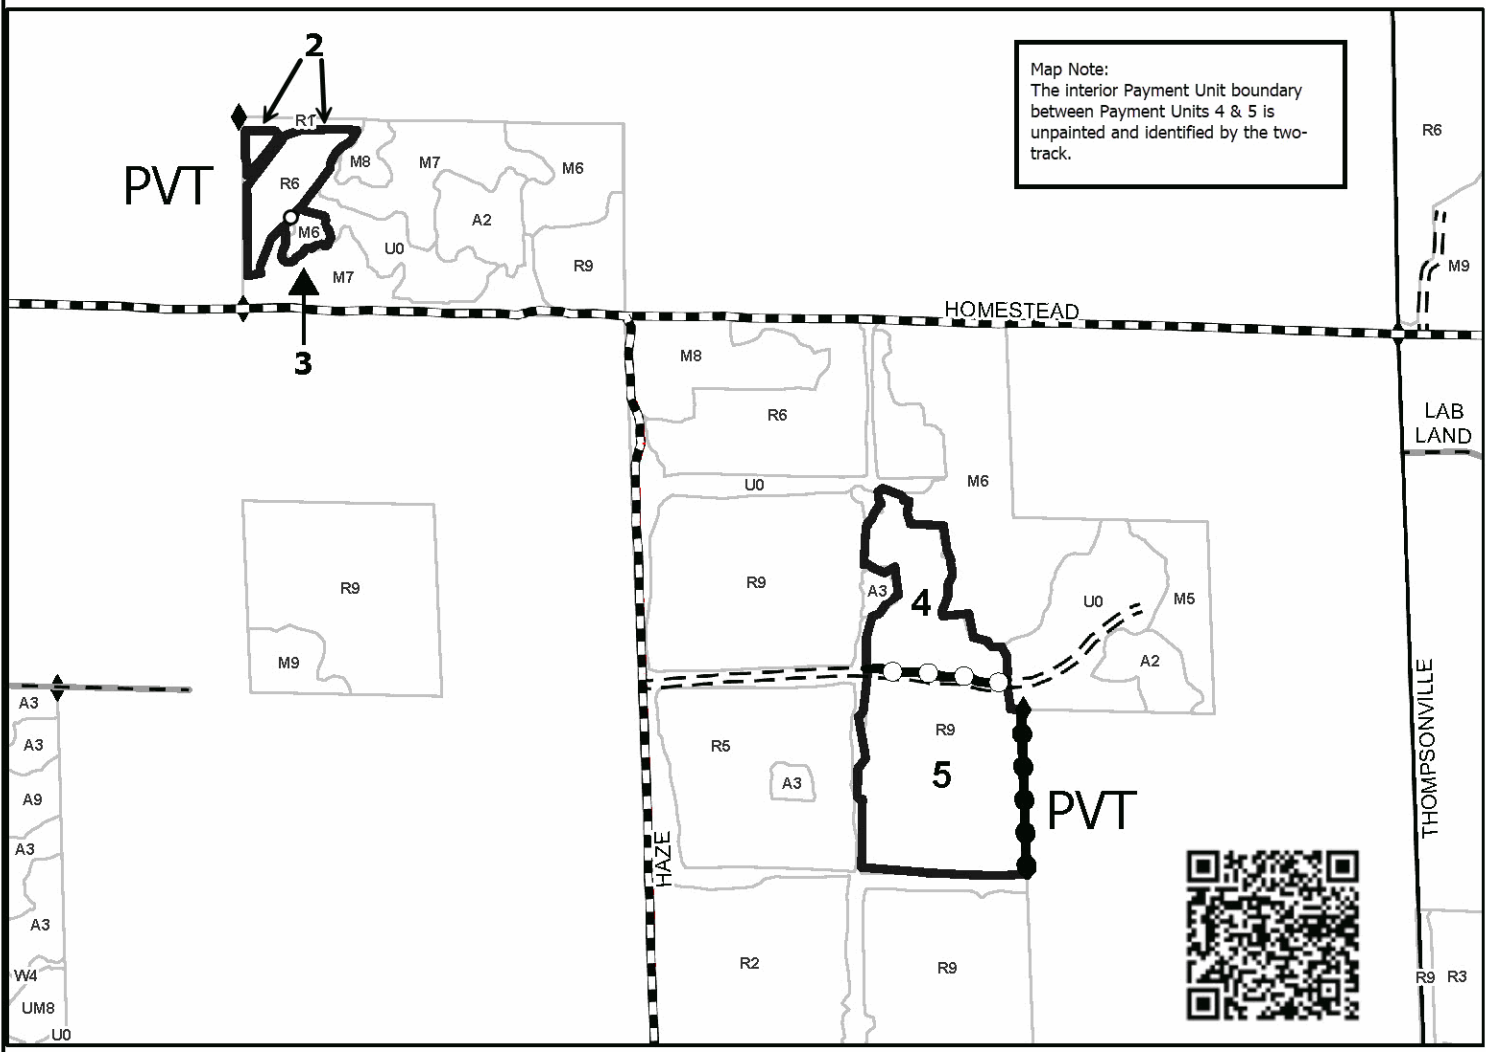 2
R1
Map Note:
The interior Payment Unit boundary
between Payment Units 4 & 5 is
unpainted and identified by the two-
track.
R6
M8
M7
M6
PVT
R6
A2
M6
U0
R9
M9
M7
HOMESTEAD
3
M8
R6
LAB
LAND
U0
M6
R9
R9
A3
4
U0
M5
M9
A2
A3
R5
R9
A3
5
A3
A9
PVT
THOMPSONVILLE
HAZE
A3
A3
W4
R2
R9
R9
R3
UM8
U0